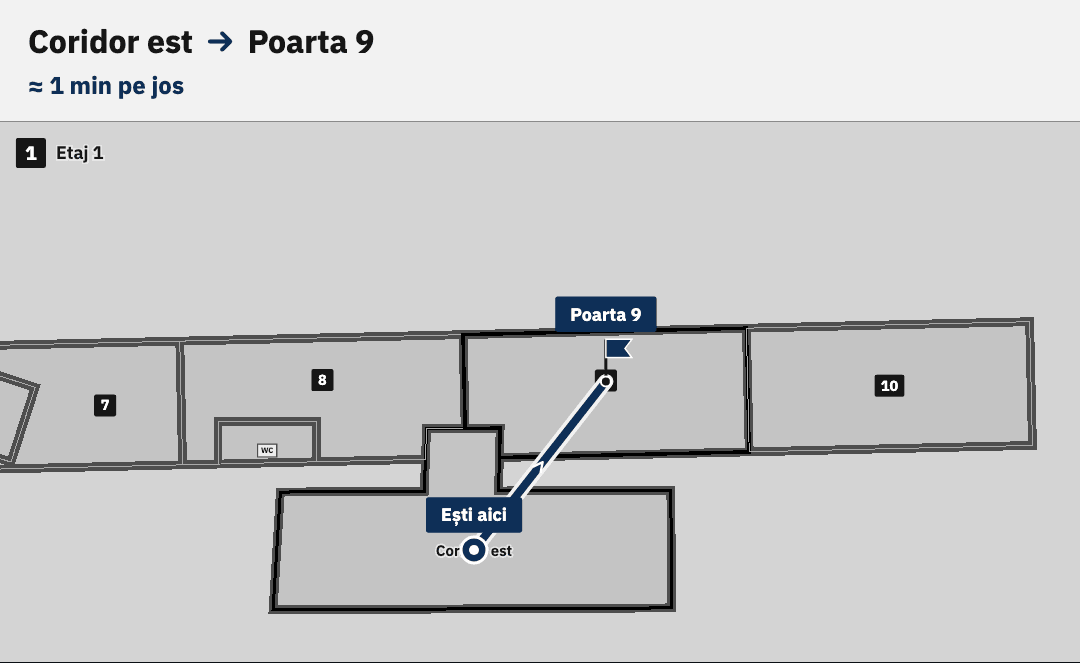 Coridor est → Poarta 9
≈ 1 min pe jos
1 Etaj 1
Poarta 9
8
10
7
WC
Ești aici
Cor est